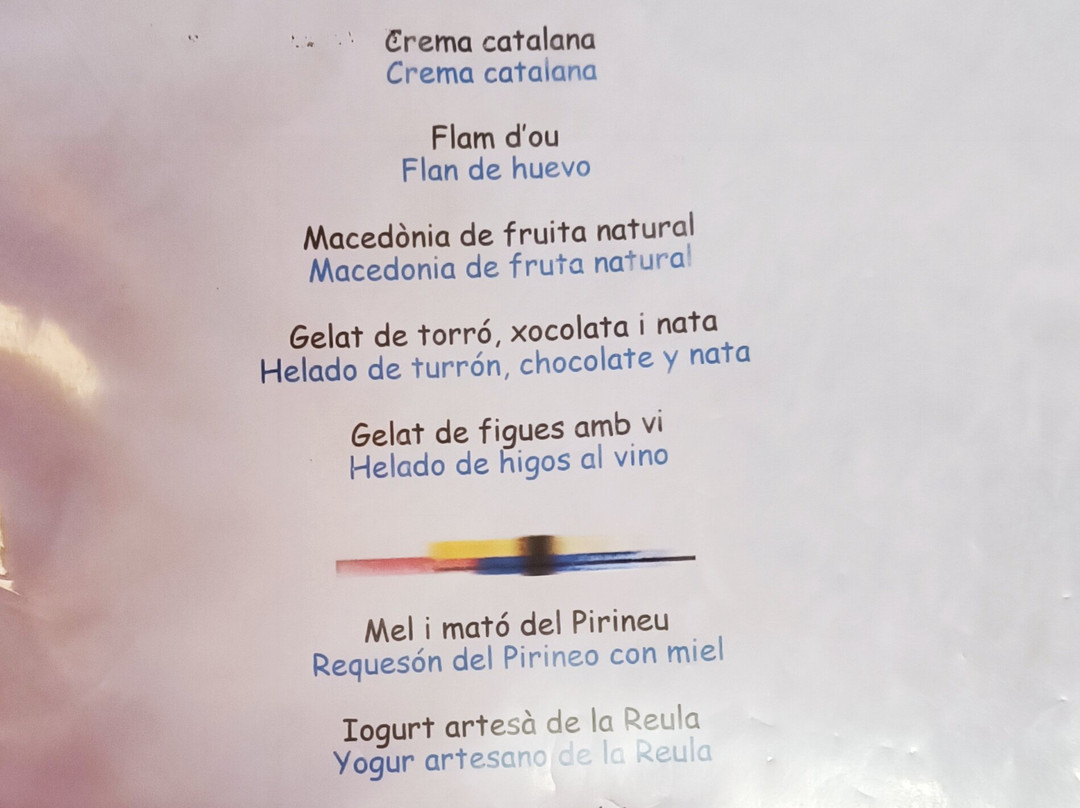 Crema catalana
Crema catalana
Flam d'ou
Flan de huevo
Macedònia de fruita natural
Macedonia de fruta natural
Gelat de torró, xocolata i nata
Helado de turrón, chocolate y nata
Gelat de figues amb vi
Helado de higos al vino
Mel i mató del Pirineu
Requesón del Pirineo con miel
Iogurt artesà de la Reula
Yogur artesano de la Reula